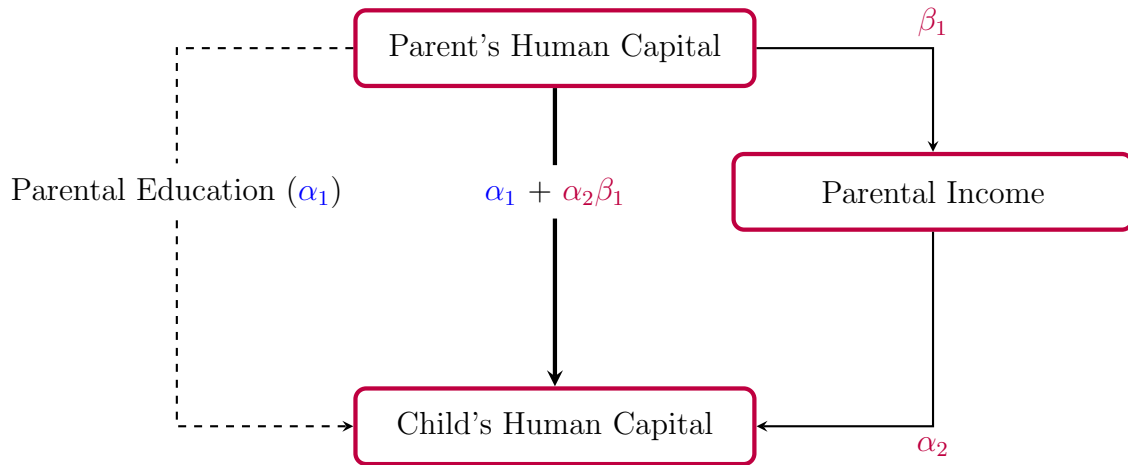 Parent's Human Capital
β₁
Parental Education (α₁)
α₁ + α₂β₁
Parental Income
Child's Human Capital
α₂